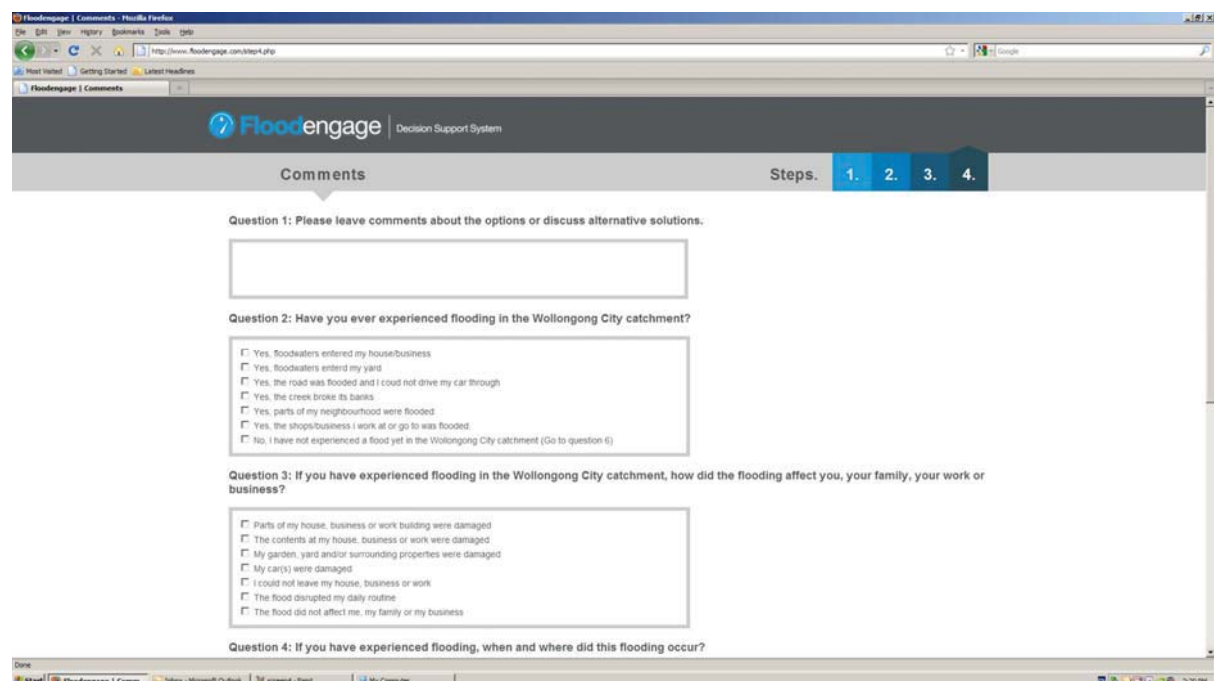 Floodengage | Comments - Mozilla Firefox
File Edit View History Bookmarks Tools Help
http://www.floodengage.com/step4.php
Google
Most Visited Getting Started Latest Headlines
Floodengage | Comments
Floodengage Decision Support System
Comments
Steps. 1. 2. 3. 4.
Question 1: Please leave comments about the options or discuss alternative solutions.
Question 2: Have you ever experienced flooding in the Wollongong City catchment?
Yes, floodwaters entered my house/business
Yes, floodwaters enterd my yard
Yes, the road was flooded and I coud not drive my car through
Yes, the creek broke its banks
Yes, parts of my neighbourhood were flooded
Yes, the shops/business i work at or go to was flooded.
No, I have not experienced a flood yet in the Wollongong City catchment (Go to question 6)
Question 3: If you have experienced flooding in the Wollongong City catchment, how did the flooding affect you, your family, your work or
business?
Parts of my house, business or work building were damaged
The contents at my house, business or work were damaged
My garden, yard and/or surrounding properties were damaged
My car(s) were damaged
I could not leave my house, business or work
The flood disrupted my daily routine
The flood did not affect me, my family or my business
Question 4: If you have experienced flooding, when and where did this flooding occur?
Done
Start Floodengage | Comm... Inbox - Microsoft Outlook My Computer